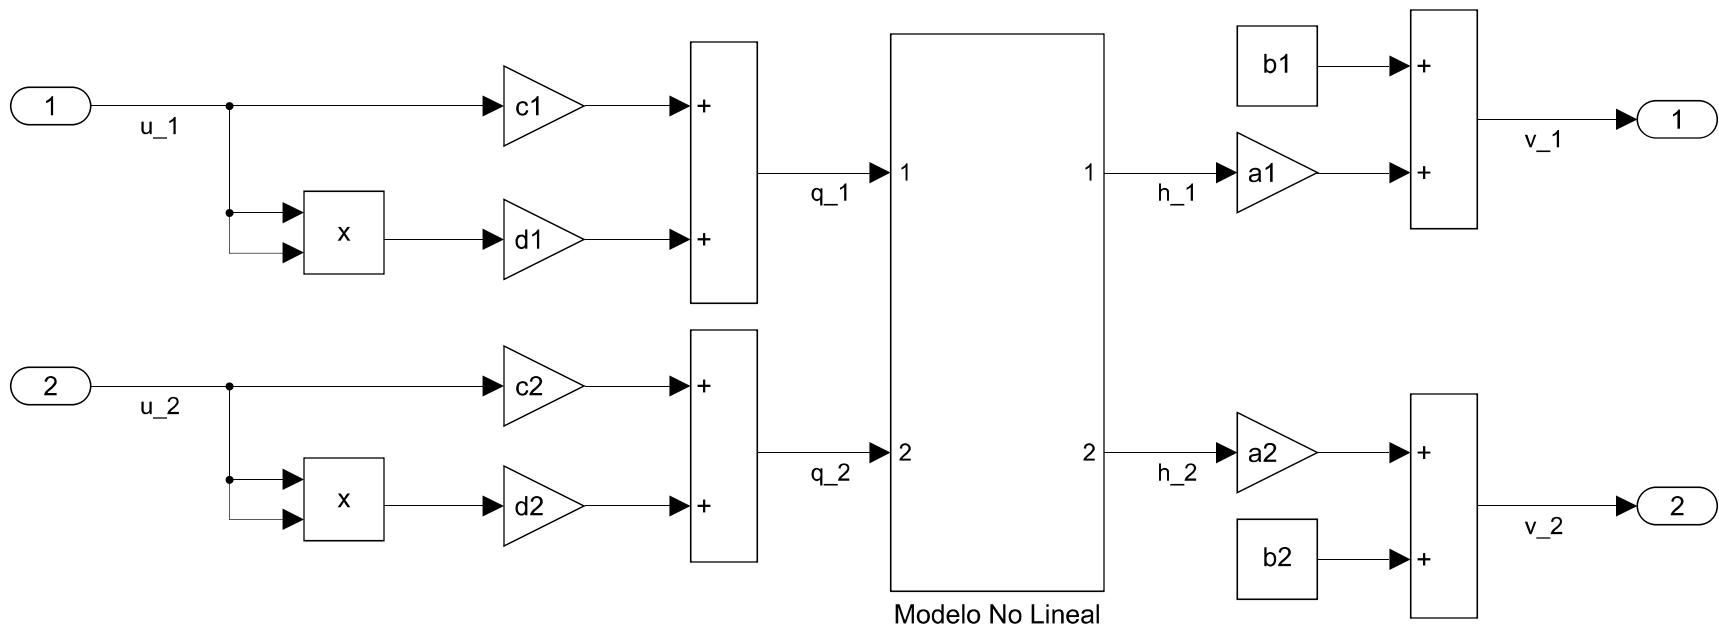 1
u_1
c1
+
x
d1
+
q_1
2
u_2
c2
+
x
d2
+
q_2
1
2
1
2
Modelo No Lineal
h_1
h_2
b1
+
a1
+
v_1
1
a2
+
b2
+
v_2
2